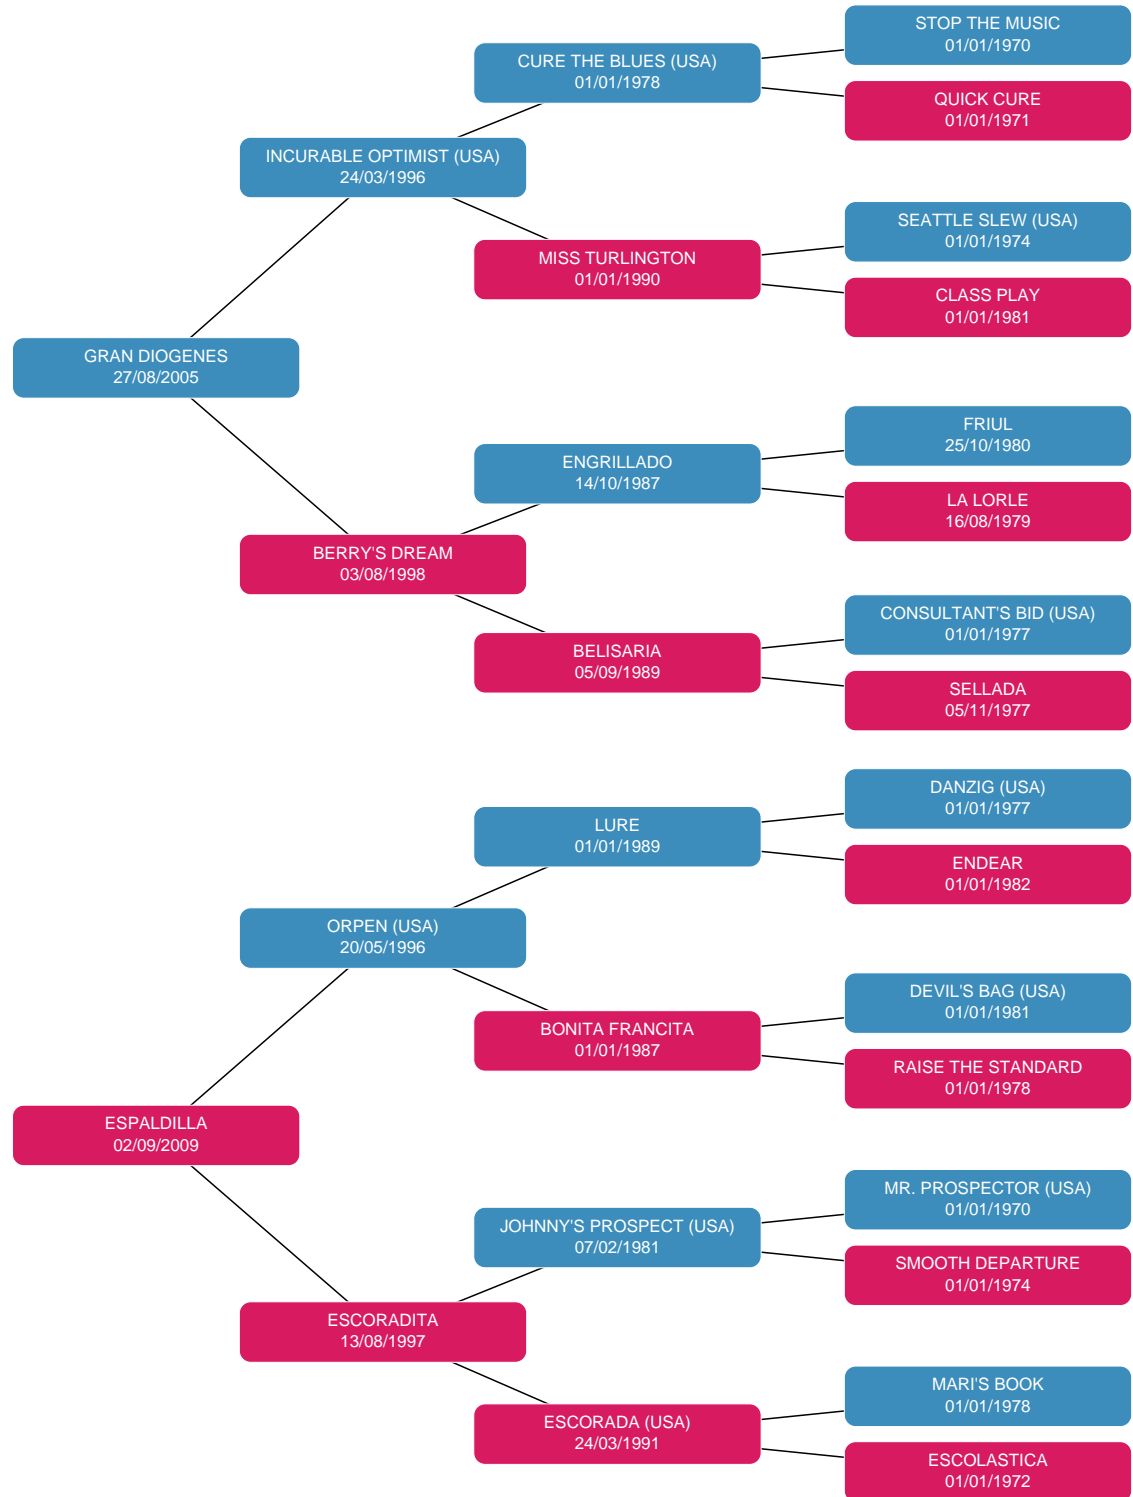 STOP THE MUSIC
01/01/1970
CURE THE BLUES (USA)
01/01/1978
QUICK CURE
01/01/1971
INCURABLE OPTIMIST (USA)
24/03/1996
SEATTLE SLEW (USA)
01/01/1974
MISS TURLINGTON
01/01/1990
CLASS PLAY
01/01/1981
GRAN DIOGENES
27/08/2005
FRIUL
25/10/1980
ENGRILLADO
14/10/1987
LA LORLE
16/08/1979
BERRY'S DREAM
03/08/1998
CONSULTANT'S BID (USA)
01/01/1977
BELISARIA
05/09/1989
SELLADA
05/11/1977
DANZIG (USA)
01/01/1977
LURE
01/01/1989
ENDEAR
01/01/1982
ORPEN (USA)
20/05/1996
DEVIL'S BAG (USA)
01/01/1981
BONITA FRANCITA
01/01/1987
RAISE THE STANDARD
01/01/1978
ESPALDILLA
02/09/2009
MR. PROSPECTOR (USA)
01/01/1970
JOHNNY'S PROSPECT (USA)
07/02/1981
SMOOTH DEPARTURE
01/01/1974
ESCORADITA
13/08/1997
MARI'S BOOK
01/01/1978
ESCORADA (USA)
24/03/1991
ESCOLASTICA
01/01/1972